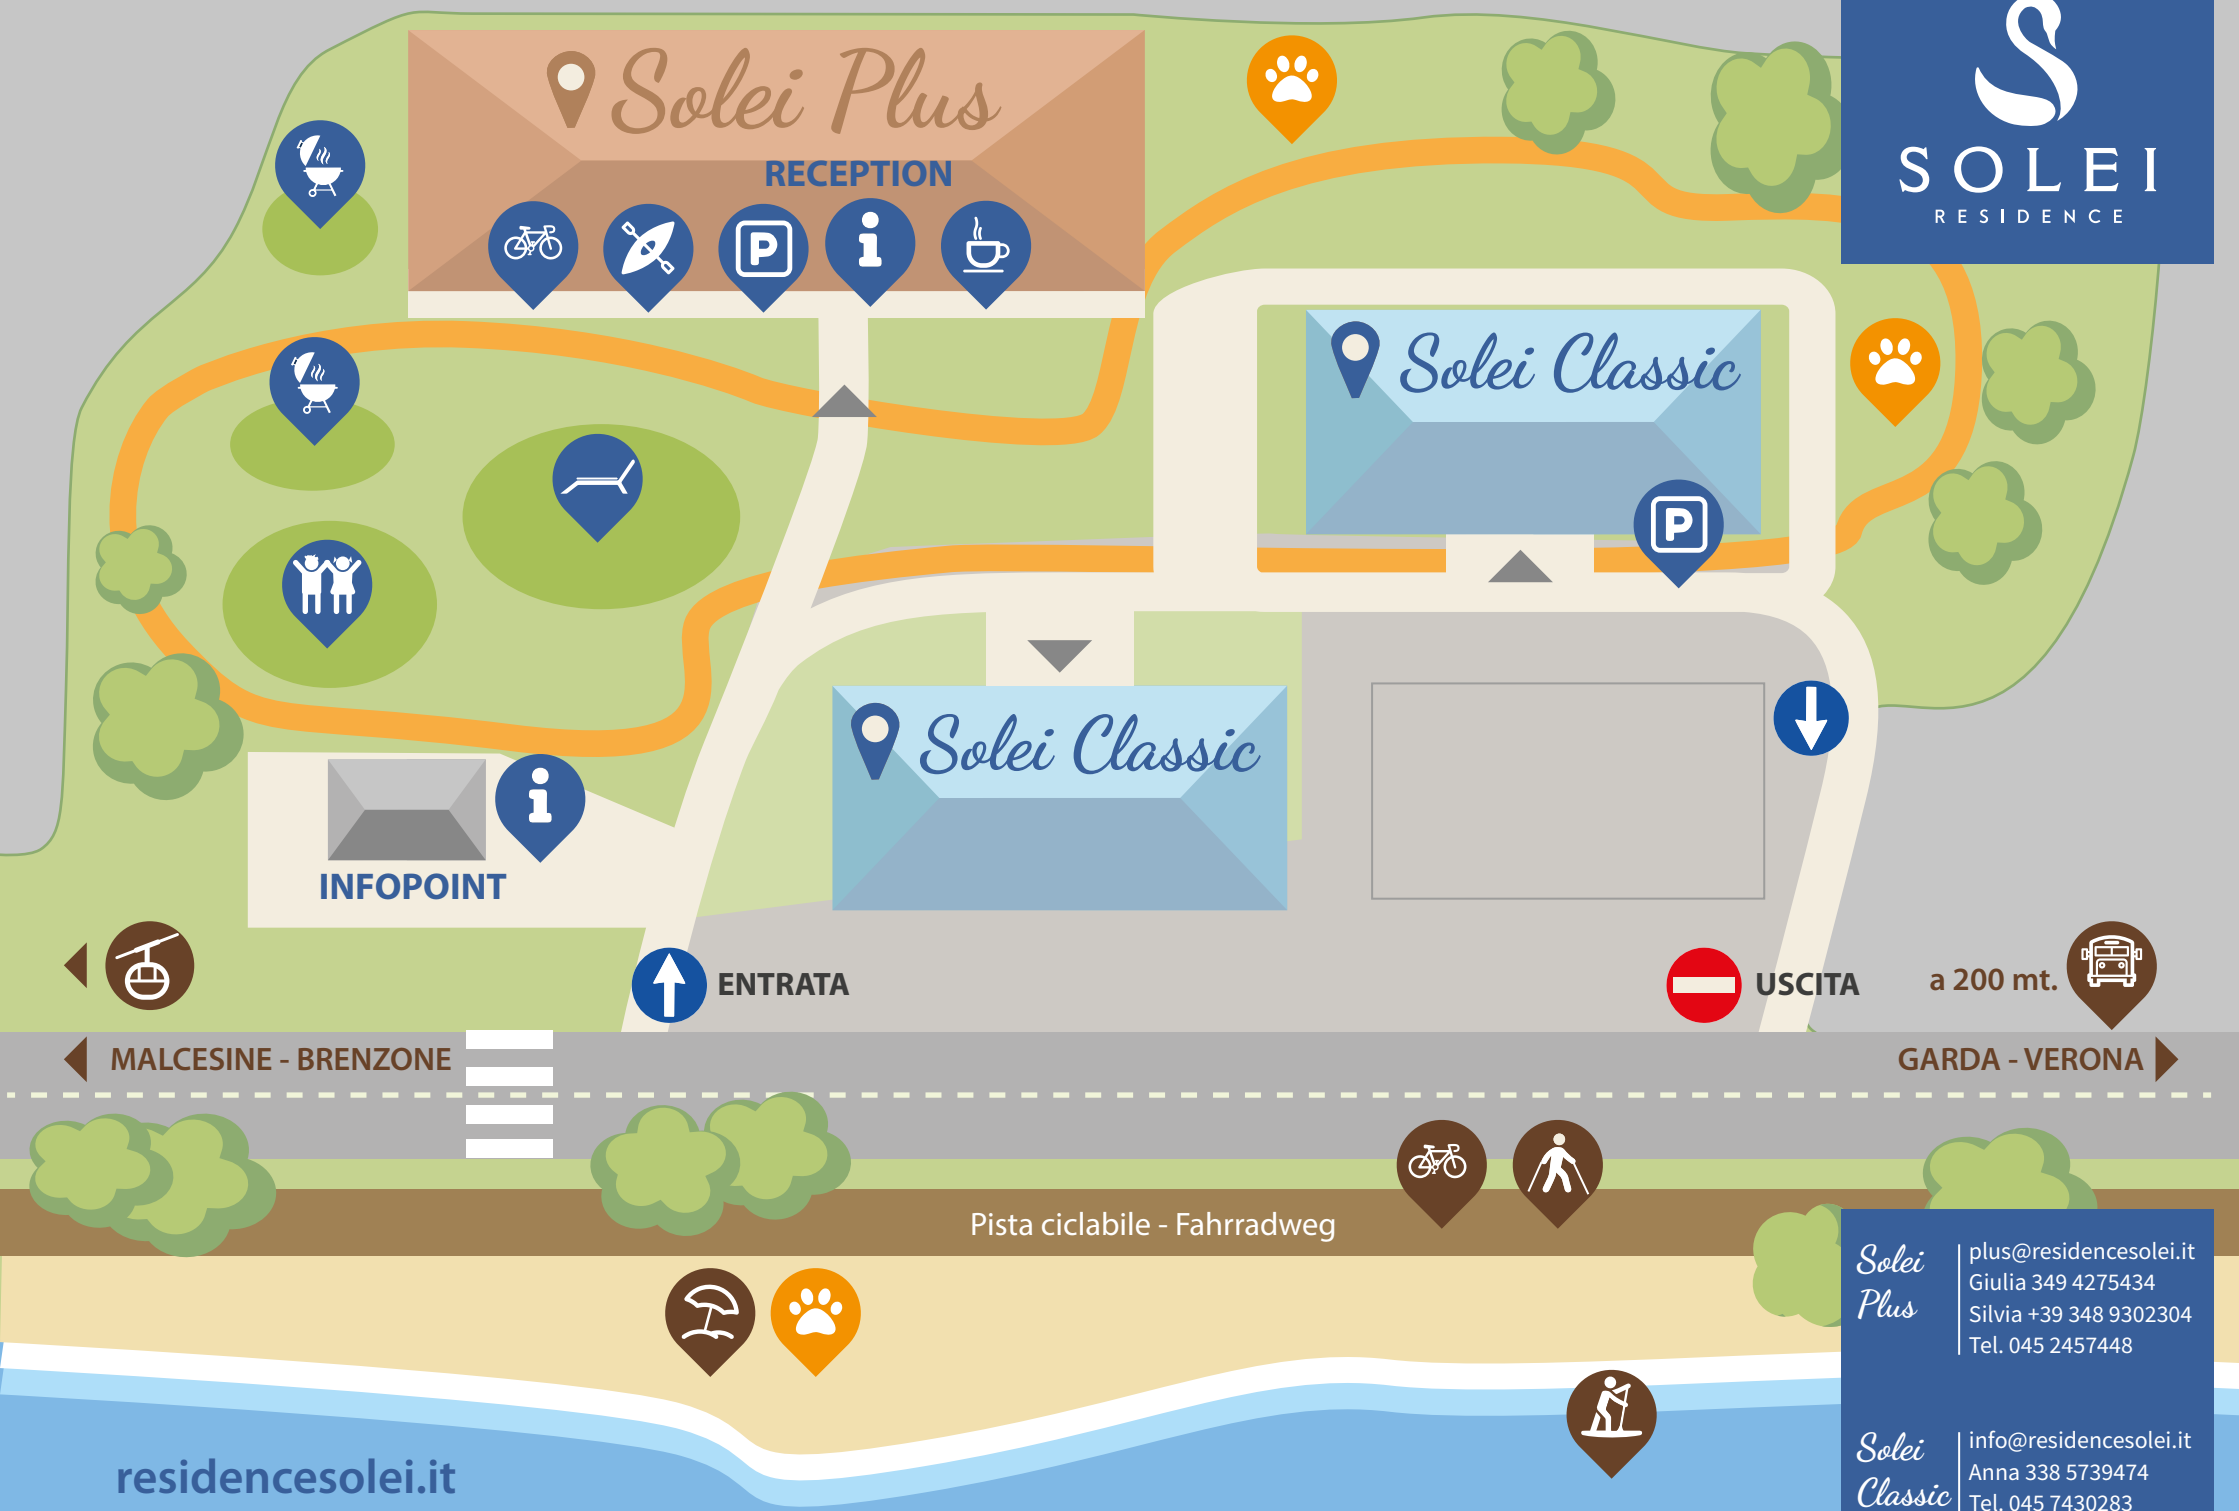 Solei Plus
RECEPTION
P
SOLEI
RESIDENCE
Solei Classic
P
Solei Classic
INFOPOINT
ENTRATA
USCITA
a 200 mt.
MALCESINE - BRENZONE
GARDA - VERONA
Pista ciclabile - Fahrradweg
Solei
Plus
plus@residencesolei.it
Giulia 349 4275434
Silvia +39 348 9302304
Tel. 045 2457448
Solei
Classic
info@residencesolei.it
Anna 338 5739474
Tel. 045 7430283
residencesolei.it